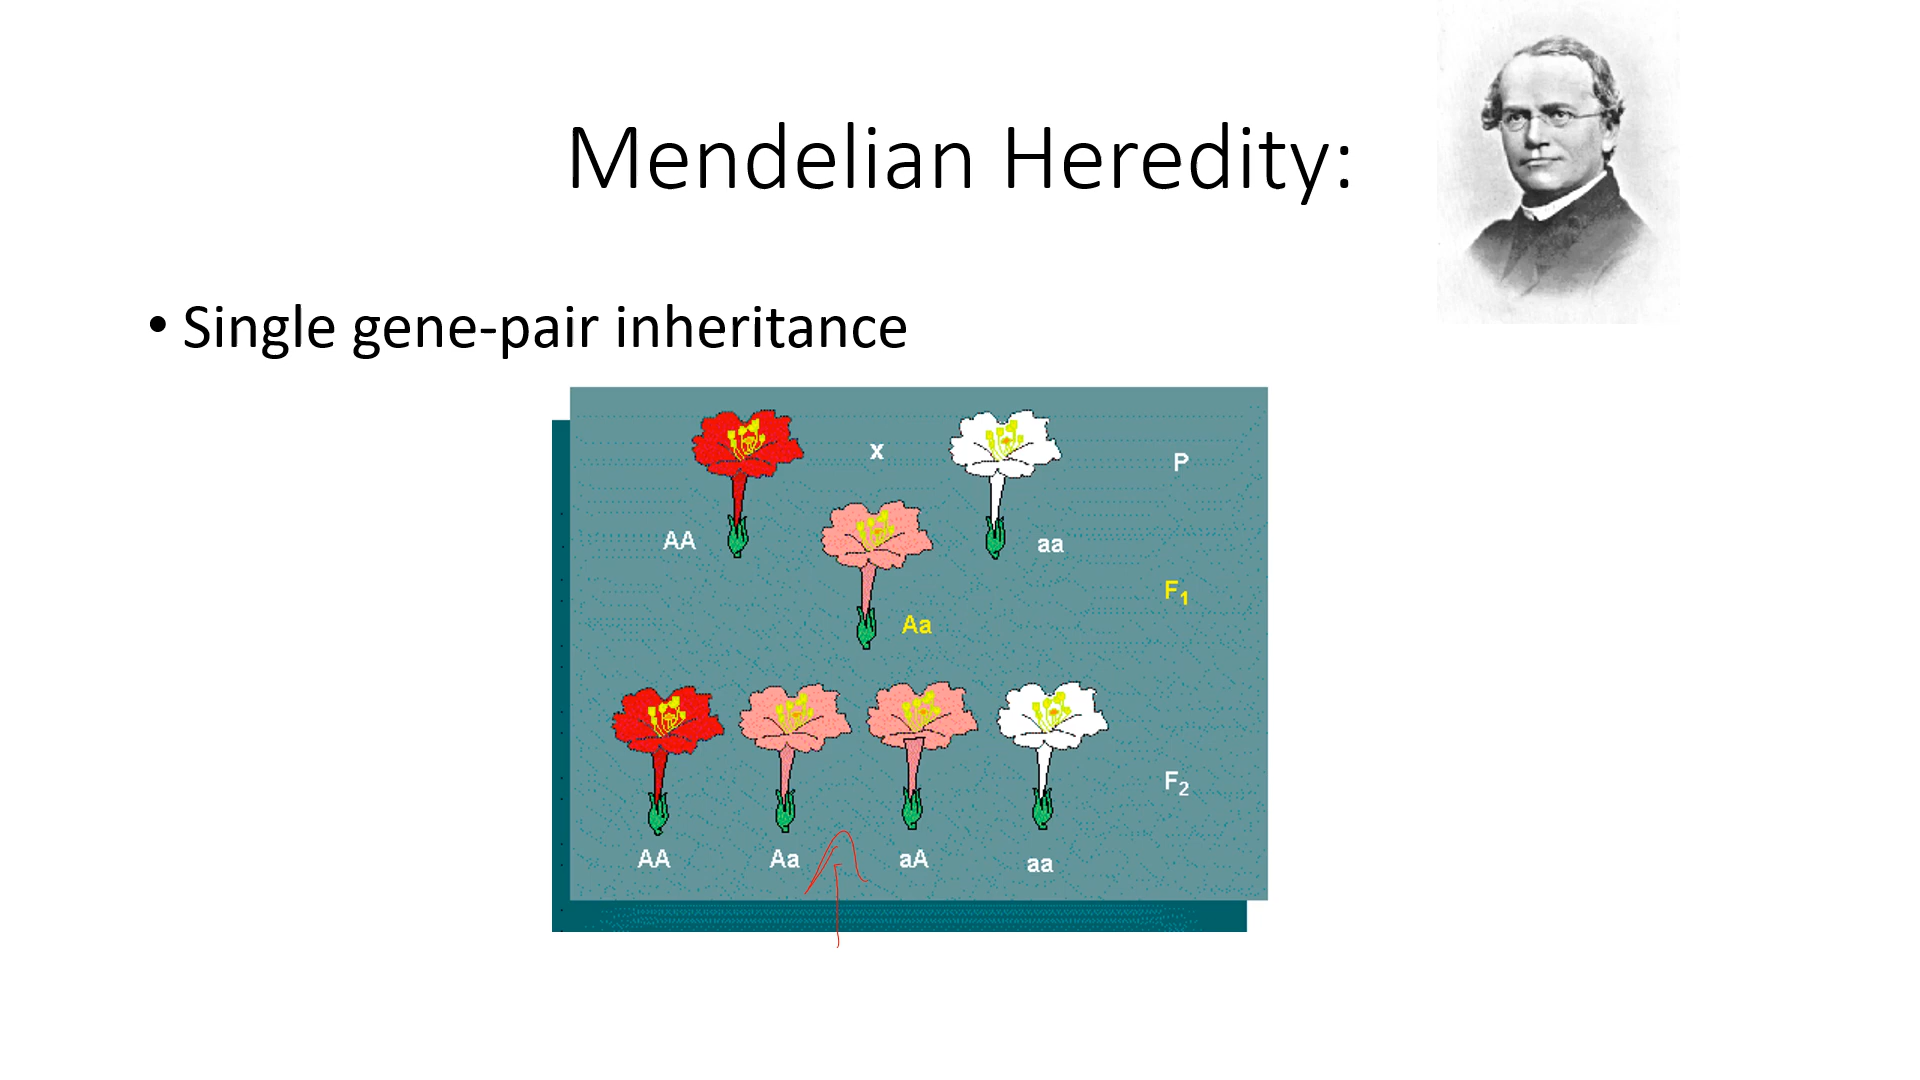 Mendelian Heredity:
• Single gene-pair inheritance
x
P
AA
aa
F₁
Aa
F₂
AA Aa aA aa